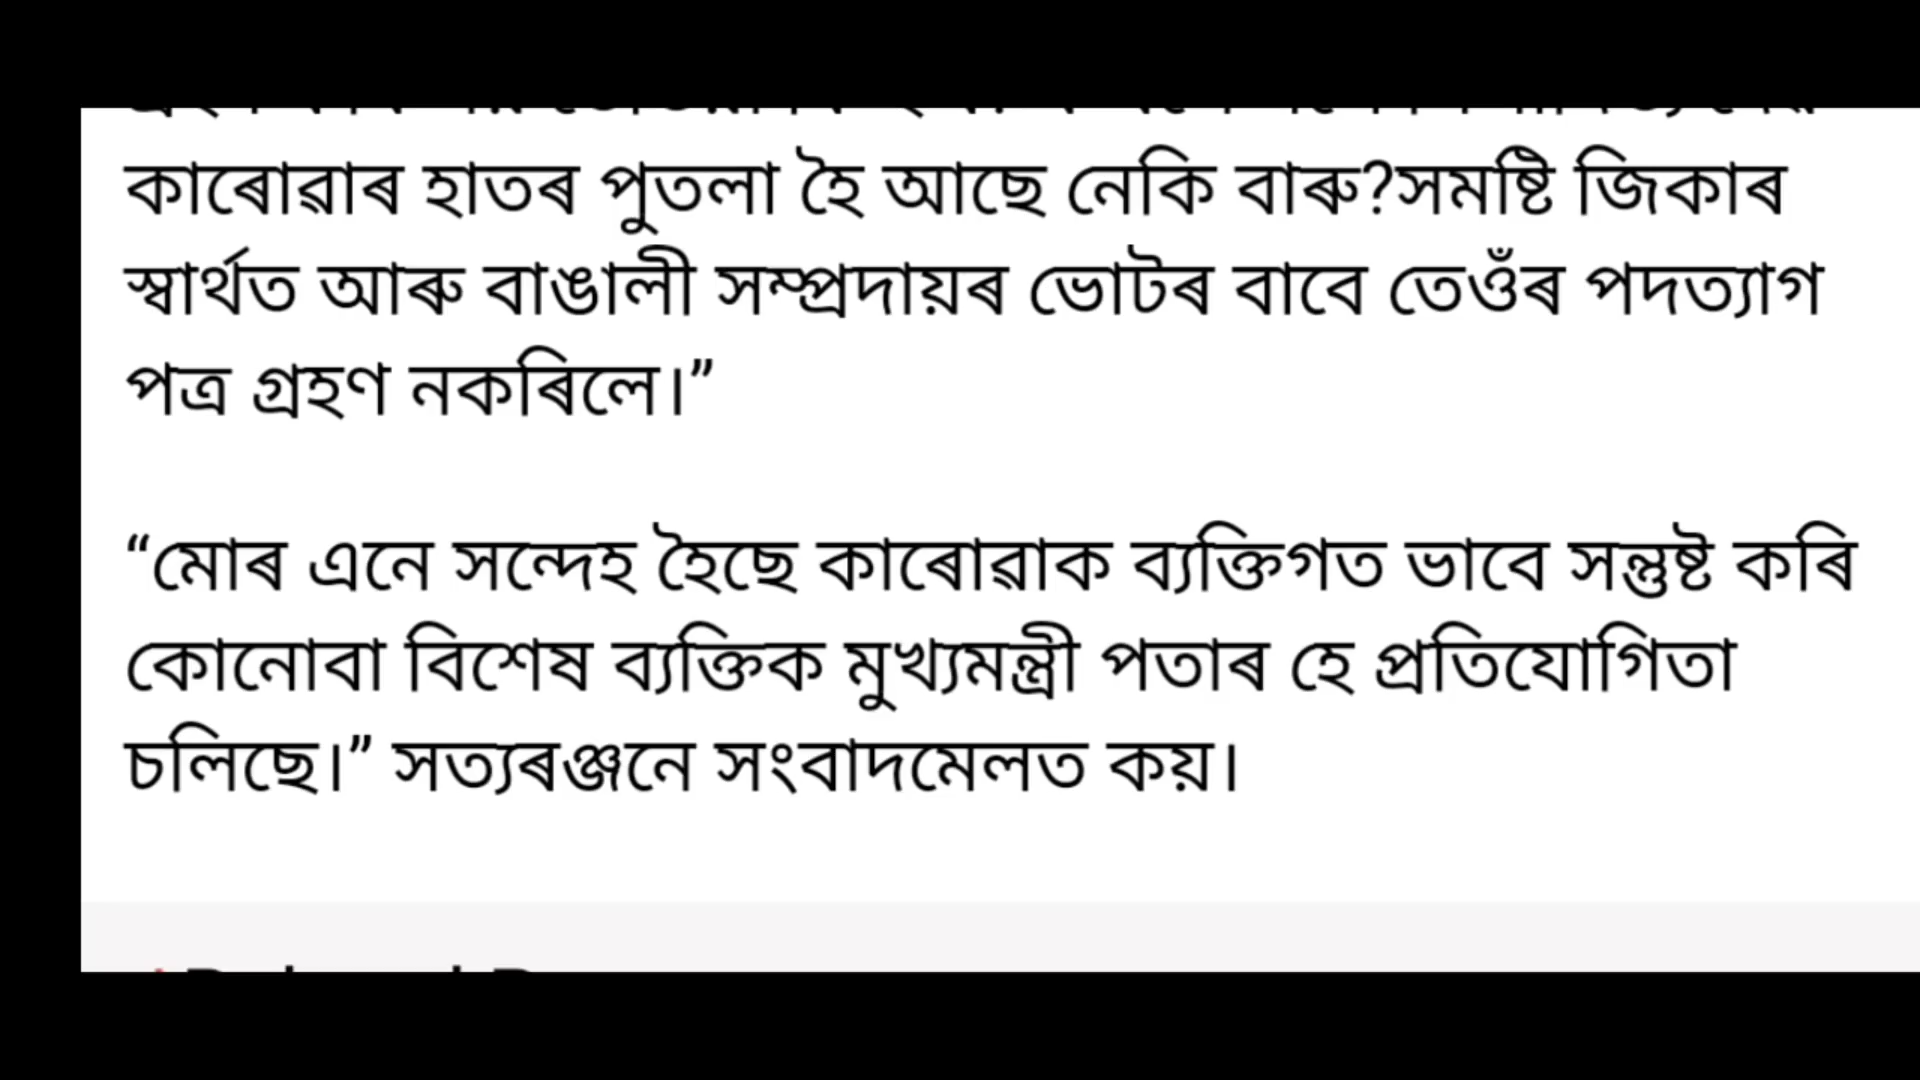 কাৰোৱাৰ হাতৰ পুতলা হৈ আছে নেকি বাৰু?সমষ্টি জিকাৰ
স্বাৰ্থত আৰু বাঙালী সম্প্ৰদায়ৰ ভোটৰ বাবে তেওঁৰ পদত্যাগ
পত্ৰ গ্ৰহণ নকৰিলে।”
“মোৰ এনে সন্দেহ হৈছে কাৰোৱাক ব্যক্তিগত ভাবে সন্তুষ্ট কৰি
কোনোবা বিশেষ ব্যক্তিক মুখ্যমন্ত্ৰী পতাৰ হে প্ৰতিযোগিতা
চলিছে।” সত্যৰঞ্জনে সংবাদমেলত কয়।